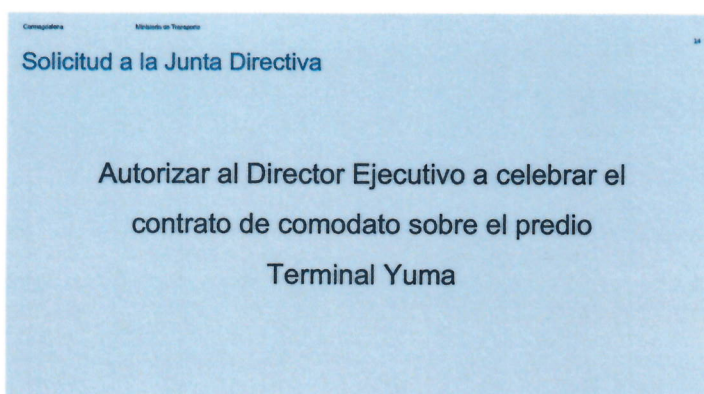 Cormagdalena
Ministerio de Transporte
14
Solicitud a la Junta Directiva
Autorizar al Director Ejecutivo a celebrar el
contrato de comodato sobre el predio
Terminal Yuma